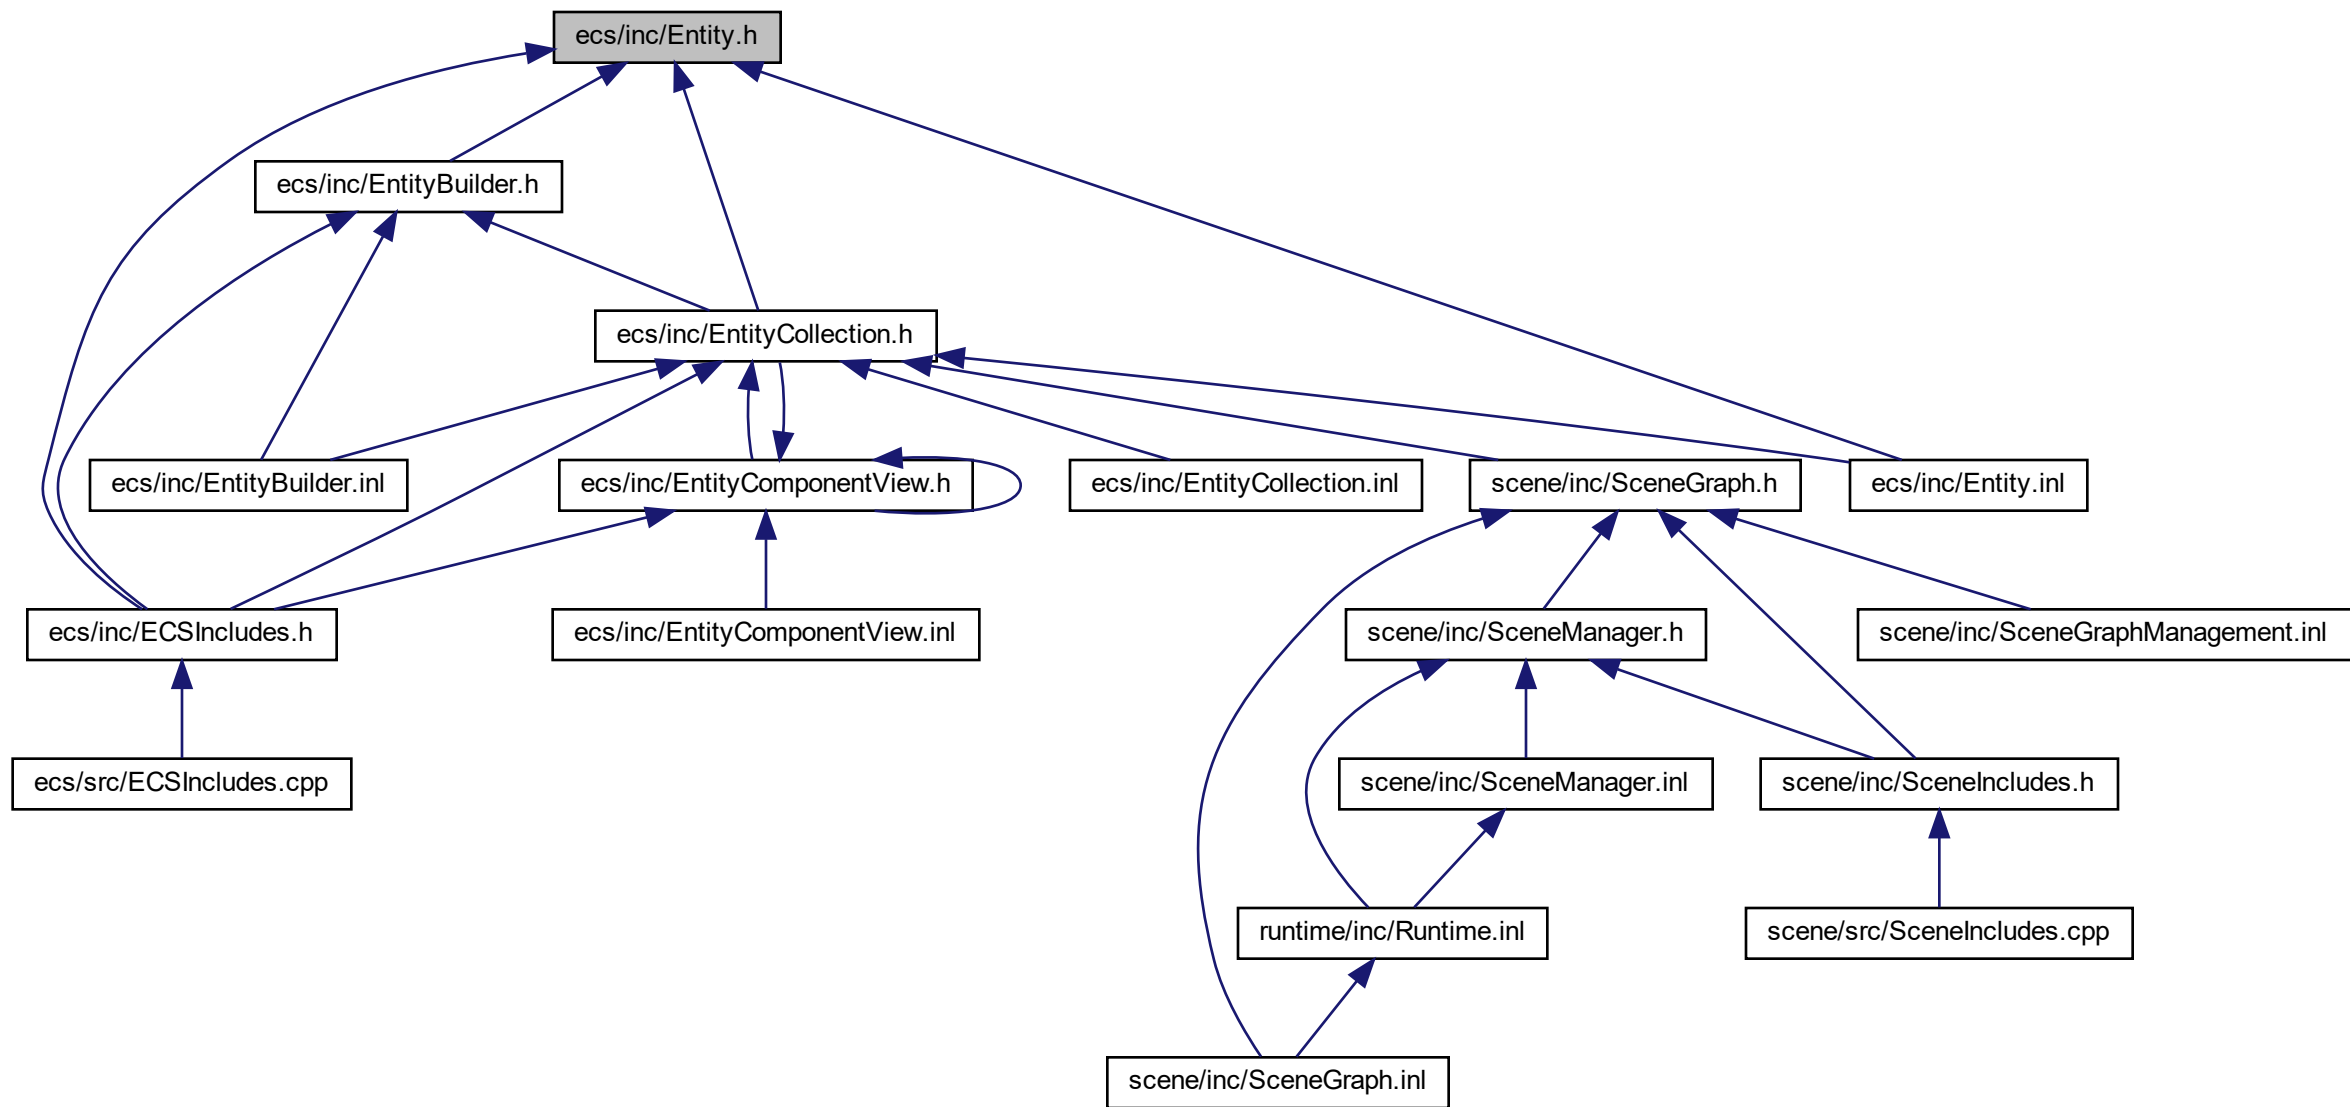 ecs/inc/Entity.h
ecs/inc/EntityBuilder.h
ecs/inc/EntityCollection.h
ecs/inc/EntityBuilder.inl
ecs/inc/EntityComponentView.h
ecs/inc/EntityCollection.inl
scene/inc/SceneGraph.h
ecs/inc/Entity.inl
ecs/inc/ECSIncludes.h
ecs/inc/EntityComponentView.inl
scene/inc/SceneManager.h
scene/inc/SceneGraphManagement.inl
ecs/src/ECSIncludes.cpp
scene/inc/SceneManager.inl
scene/inc/SceneIncludes.h
runtime/inc/Runtime.inl
scene/src/SceneIncludes.cpp
scene/inc/SceneGraph.inl